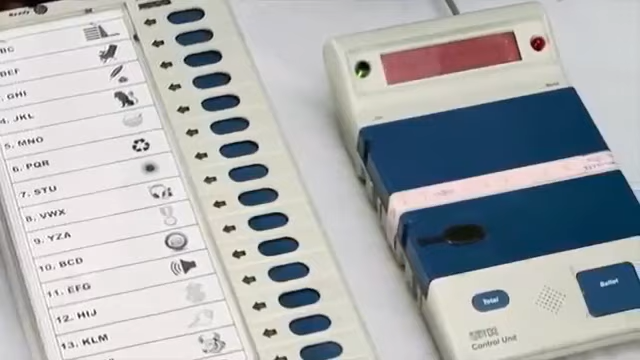 Ready
BC
DEF
GHI
4. JKL
5. MNO
6. PQR
7. STU
8. VWX
9. YZA
10. BCD
11. EFG
12. HIJ
13. KLM
Total
Ballot
Control Unit